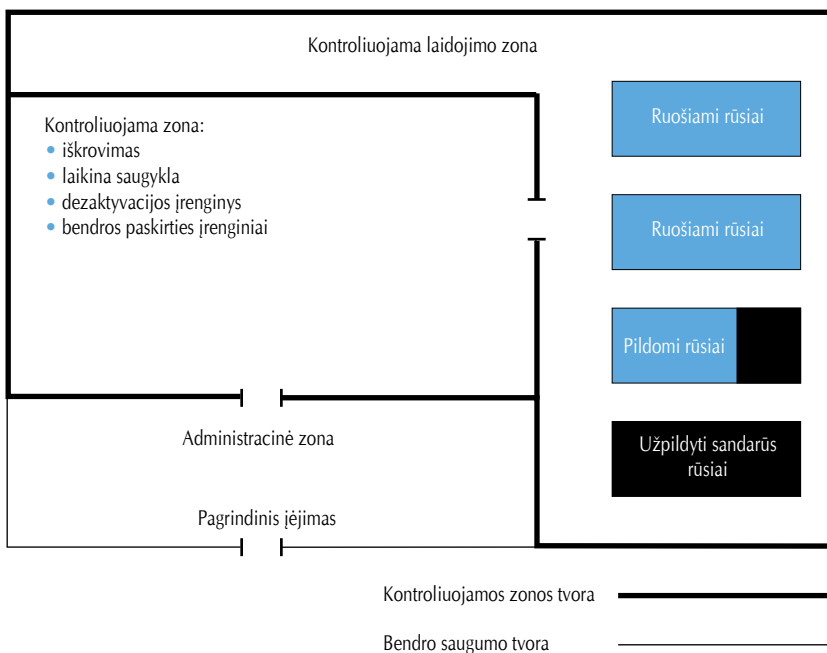 Kontroliuojama laidojimo zona
Kontroliuojama zona:
• iškrovimas
• laikina saugykla
• dezaktyvacijos įrenginys
• bendros paskirties įrenginiai
Ruošiami rūsiai
Ruošiami rūsiai
Pildomi rūsiai
Užpildyti sandarūs
rūsiai
Administracinė zona
Pagrindinis įėjimas
Kontroliuojamos zonos tvora
Bendro saugumo tvora